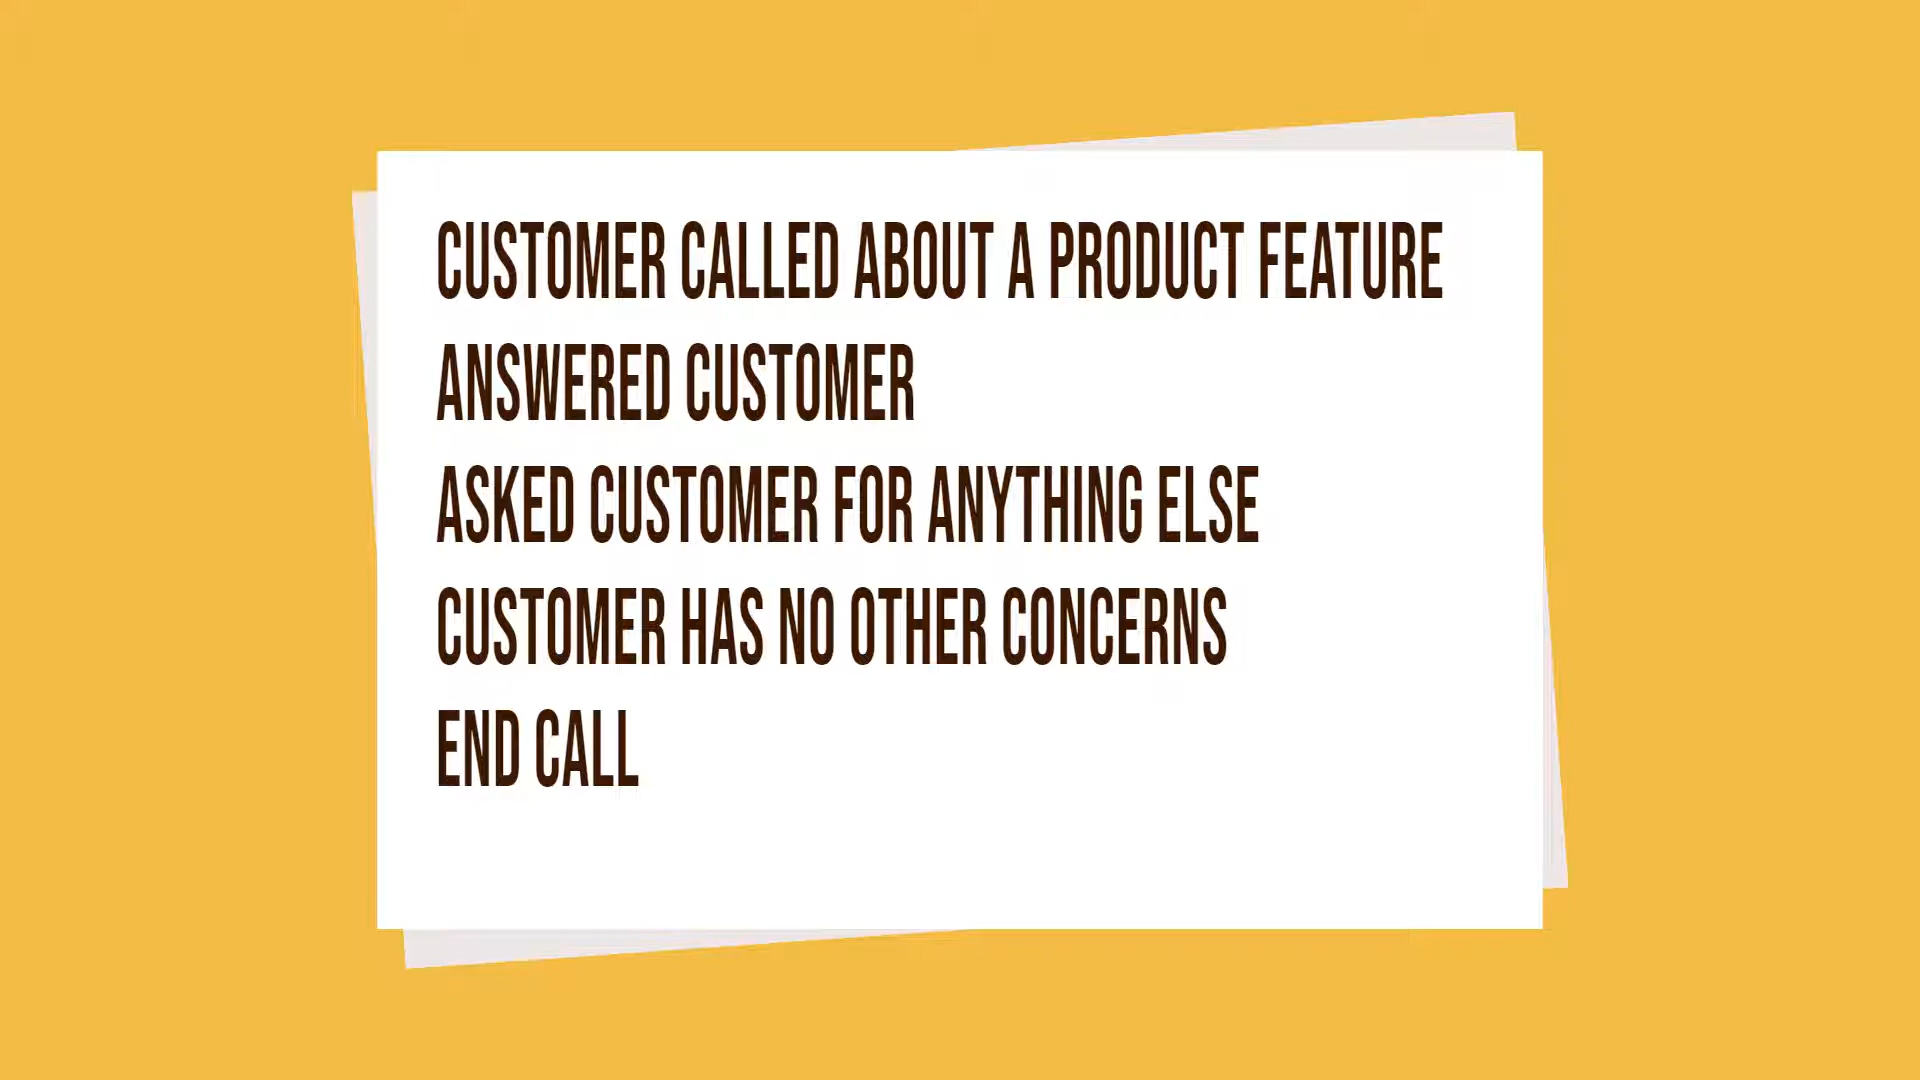 CUSTOMER CALLED ABOUT A PRODUCT FEATURE
ANSWERED CUSTOMER
ASKED CUSTOMER FOR ANYTHING ELSE
CUSTOMER HAS NO OTHER CONCERNS
END CALL